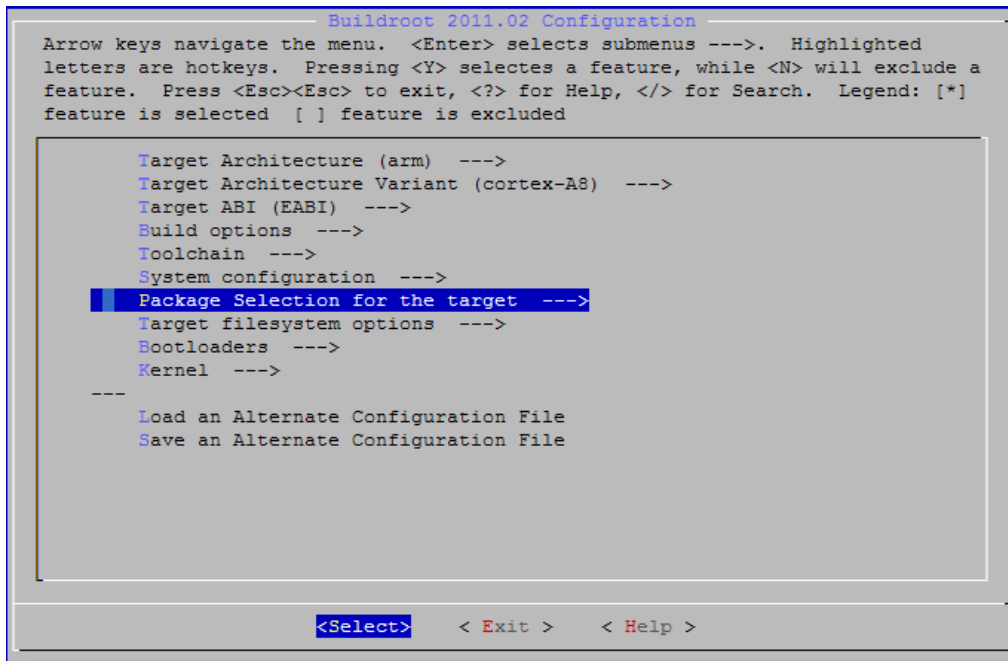 Buildroot 2011.02 Configuration
Arrow keys navigate the menu.  <Enter> selects submenus --->.  Highlighted
letters are hotkeys.  Pressing <Y> selectes a feature, while <N> will exclude a
feature.  Press <Esc><Esc> to exit, <?> for Help, </> for Search.  Legend: [*]
feature is selected  [ ] feature is excluded
Target Architecture (arm)  --->
Target Architecture Variant (cortex-A8)  --->
Target ABI (EABI)  --->
Build options  --->
Toolchain  --->
System configuration  --->
Package Selection for the target  --->
Target filesystem options  --->
Bootloaders  --->
Kernel  --->
---
Load an Alternate Configuration File
Save an Alternate Configuration File
<Select>    < Exit >    < Help >